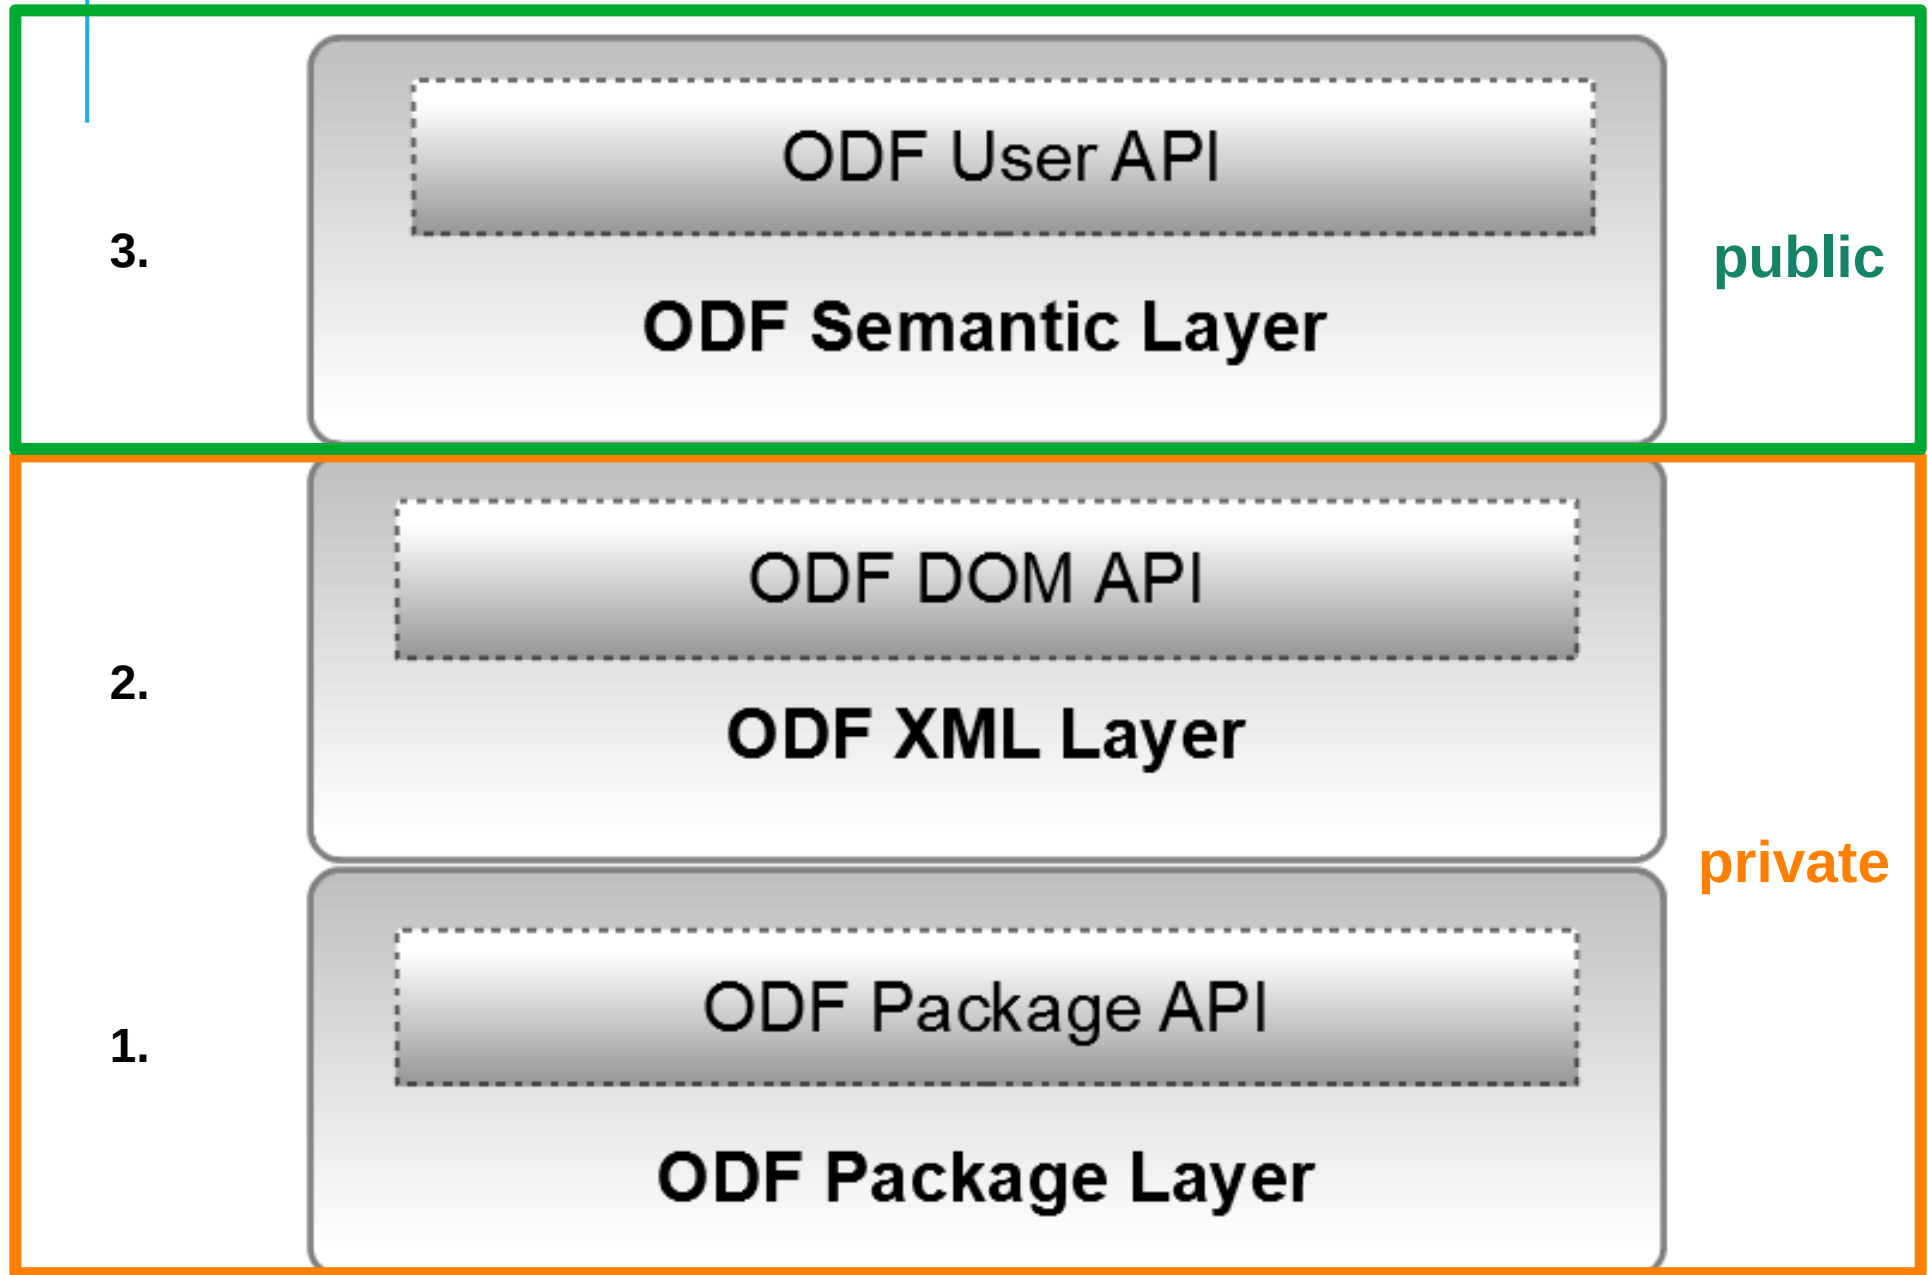 ODF User API
3.
public
ODF Semantic Layer
ODF DOM API
2.
ODF XML Layer
private
ODF Package API
1.
ODF Package Layer